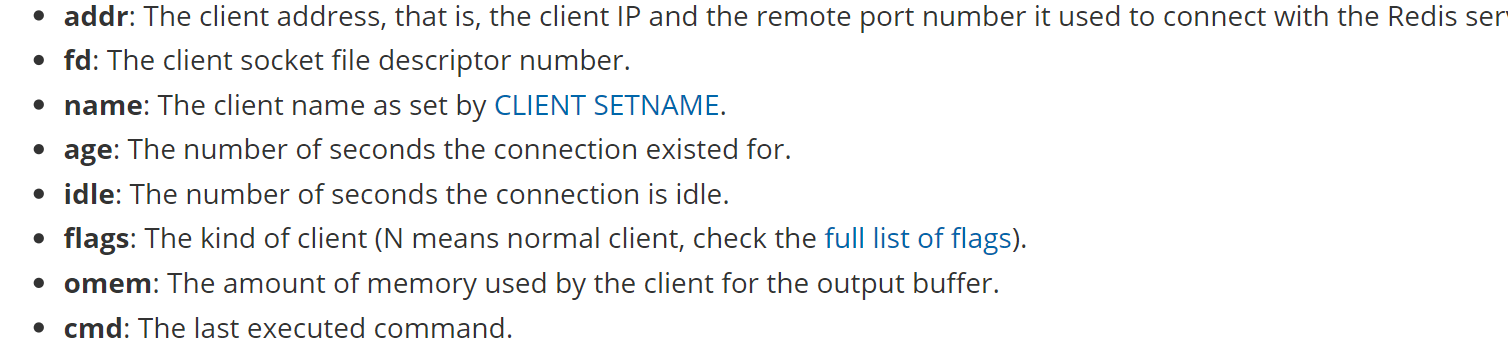 • addr: The client address, that is, the client IP and the remote port number it used to connect with the Redis
• fd: The client socket file descriptor number.
• name: The client name as set by CLIENT SETNAME.
• age: The number of seconds the connection existed for.
• idle: The number of seconds the connection is idle.
• flags: The kind of client (N means normal client, check the full list of flags).
• omem: The amount of memory used by the client for the output buffer.
• cmd: The last executed command.